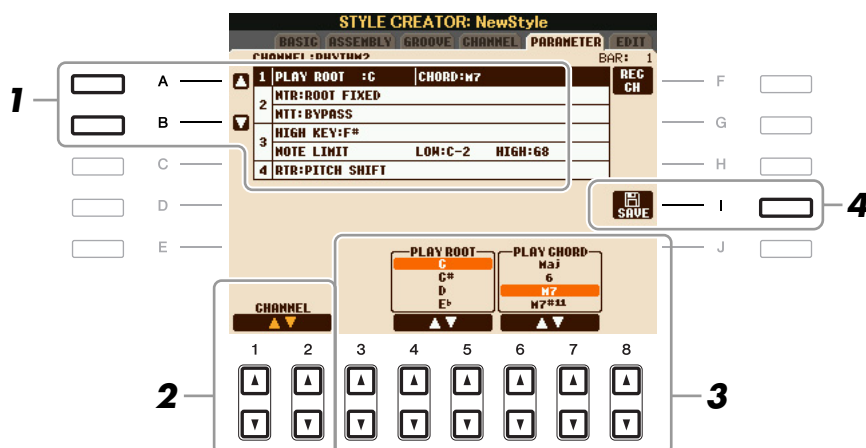 STYLE CREATOR: NewStyle
BASIC ASSEMBLY GROOVE CHANNEL PARAMETER EDIT
CHANNEL:RHYTHM2 BAR: 1
1 PLAY ROOT :C CHORD:M7
REC CH
2 NTR:ROOT FIXED
NTT:BYPASS
3 HIGH KEY:F#
NOTE LIMIT LOW:C-2 HIGH:G8
4 RTR:PITCH SHIFT
1
A
B
C
D
E
F
G
H
I
J
SAVE
4
PLAY ROOT
C
C#
D
E♭
PLAY CHORD
Maj
6
M7
M7#11
CHANNEL
1 2 3 4 5 6 7 8
2
3